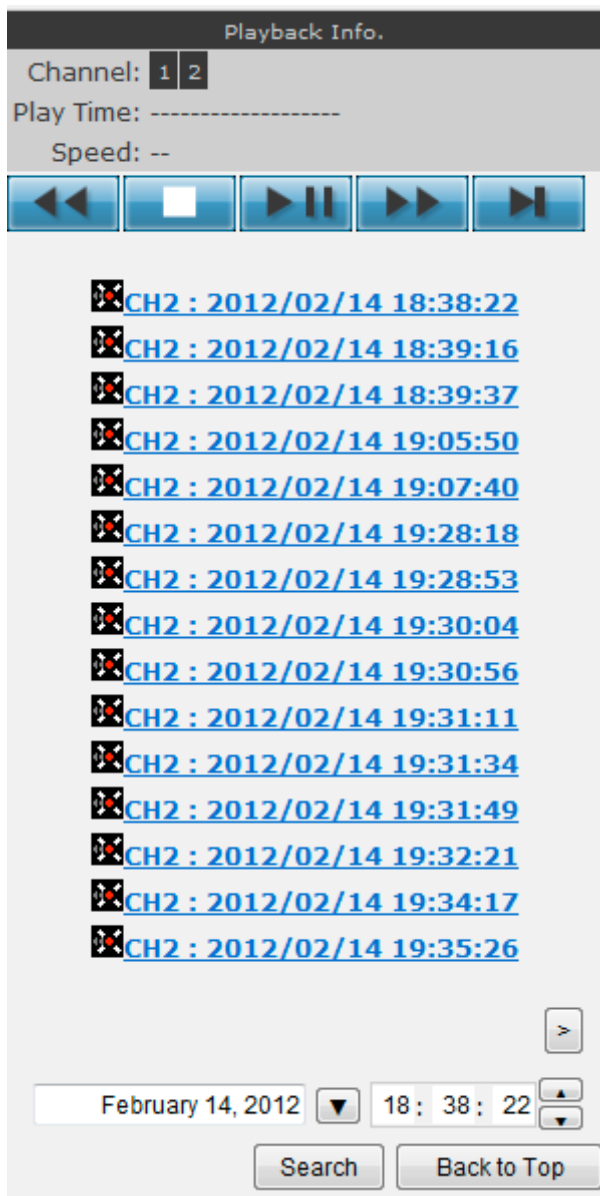 Playback Info.
Channel: 1 2
Play Time: -------------------
Speed: --
CH2 : 2012/02/14 18:38:22
CH2 : 2012/02/14 18:39:16
CH2 : 2012/02/14 18:39:37
CH2 : 2012/02/14 19:05:50
CH2 : 2012/02/14 19:07:40
CH2 : 2012/02/14 19:28:18
CH2 : 2012/02/14 19:28:53
CH2 : 2012/02/14 19:30:04
CH2 : 2012/02/14 19:30:56
CH2 : 2012/02/14 19:31:11
CH2 : 2012/02/14 19:31:34
CH2 : 2012/02/14 19:31:49
CH2 : 2012/02/14 19:32:21
CH2 : 2012/02/14 19:34:17
CH2 : 2012/02/14 19:35:26
>
February 14, 2012 18: 38: 22
Search Back to Top